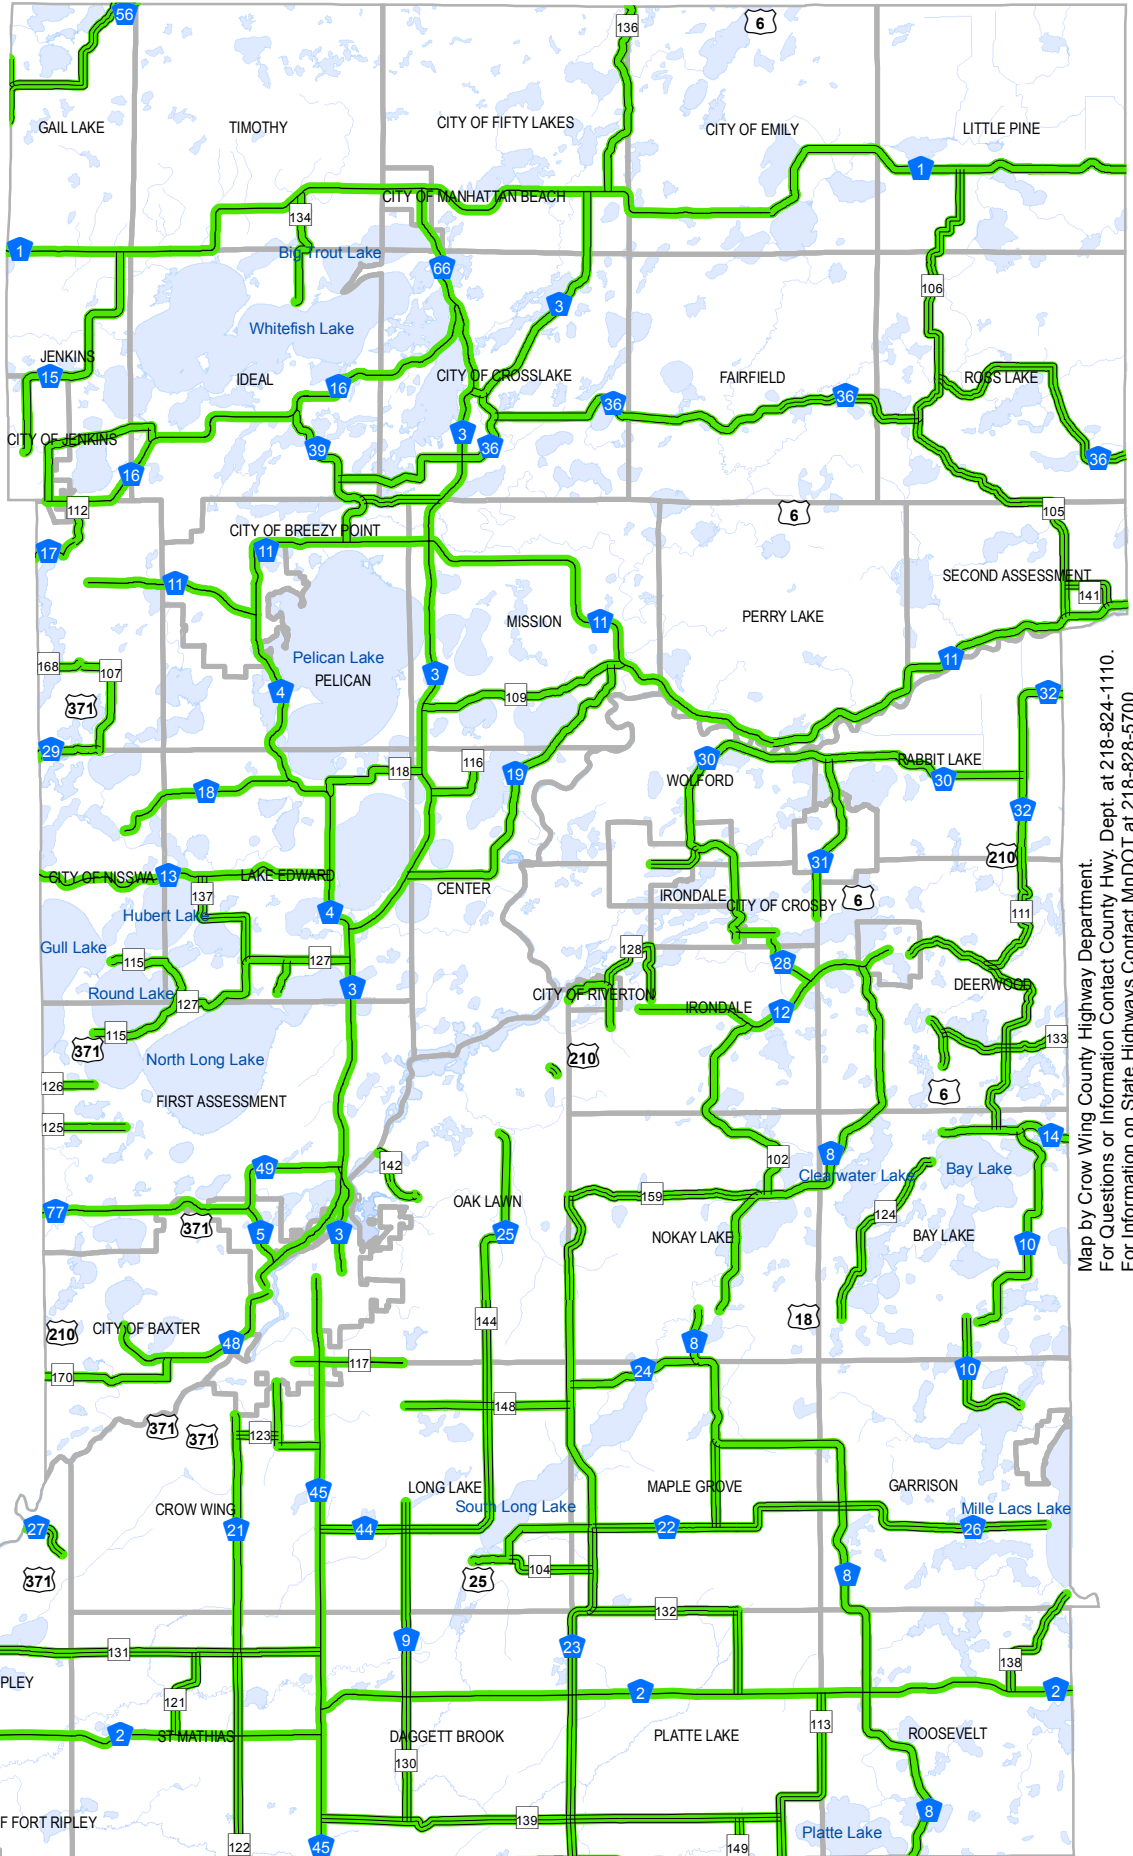 56
136
6
GAIL LAKE
TIMOTHY
CITY OF FIFTY LAKES
CITY OF EMILY
LITTLE PINE
1
CITY OF MANHATTAN BEACH
134
1
Big Trout Lake
66
106
3
Whitefish Lake
JENKINS
15
IDEAL
16
CITY OF CROSSLAKE
FAIRFIELD
ROSS LAKE
36
36
CITY OF JENKINS
39
3
36
36
16
112
6
105
17
CITY OF BREEZY POINT
11
11
SECOND ASSESSMENT
141
MISSION
11
PERRY LAKE
Pelican Lake
PELICAN
168
107
3
11
371
4
109
32
29
30
118
116
19
WOLFORD
RABBIT LAKE
30
18
32
210
31
CITY OF NISSWA
13
LAKE EDWARD
CENTER
137
IRONDALE
CITY OF CROSBY
6
Hubert Lake
4
111
Gull Lake
115
127
128
28
3
DEERWOOD
Round Lake
127
CITY OF RIVERTON
IRONDALE
12
115
371
133
North Long Lake
210
126
6
FIRST ASSESSMENT
125
14
49
142
102
8
Clearwater Lake
Bay Lake
OAK LAWN
159
77
371
124
5
3
25
NOKAY LAKE
BAY LAKE
10
210
CITY OF BAXTER
144
18
48
8
117
24
10
170
148
371
371
123
LONG LAKE
MAPLE GROVE
GARRISON
45
CROW WING
South Long Lake
Mille Lacs Lake
27
21
44
22
26
371
25
104
8
132
9
23
131
138
PLEY
121
2
2
2
ST MATHIAS
DAGGETT BROOK
PLATTE LAKE
113
ROOSEVELT
130
F FORT RIPLEY
139
8
Platte Lake
122
45
149
Map by Crow Wing County Highway Department.
For Questions or Information Contact County Hwy. Dept. at 218-824-1110.
For Information on State Highways Contact MnDOT at 218-828-5700